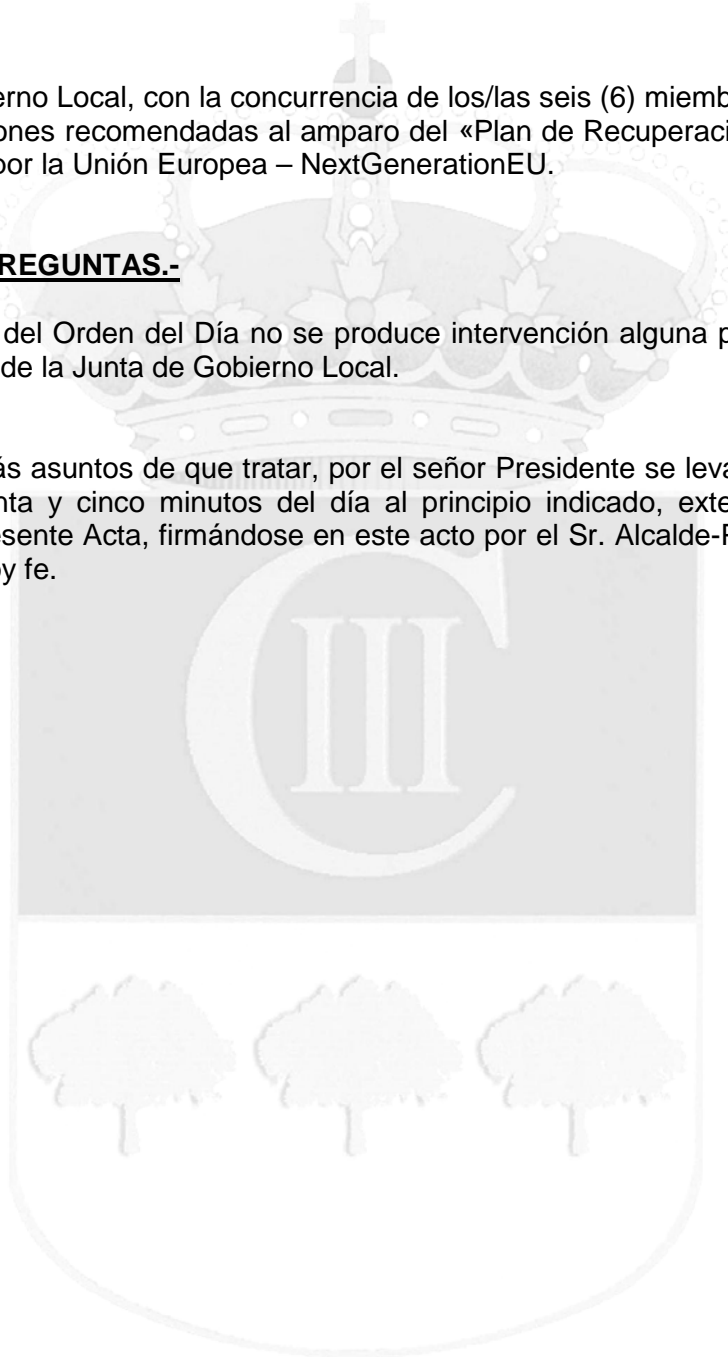 erno Local, con la concurrencia de los/las seis (6) miemb
ones recomendadas al amparo del «Plan de Recuperaci
por la Unión Europea – NextGenerationEU.
REGUNTAS.-
del Orden del Día no se produce intervención alguna p
de la Junta de Gobierno Local.
ás asuntos de que tratar, por el señor Presidente se leva
nta y cinco minutos del día al principio indicado, exte
esente Acta, firmándose en este acto por el Sr. Alcalde-P
oy fe.
CIII